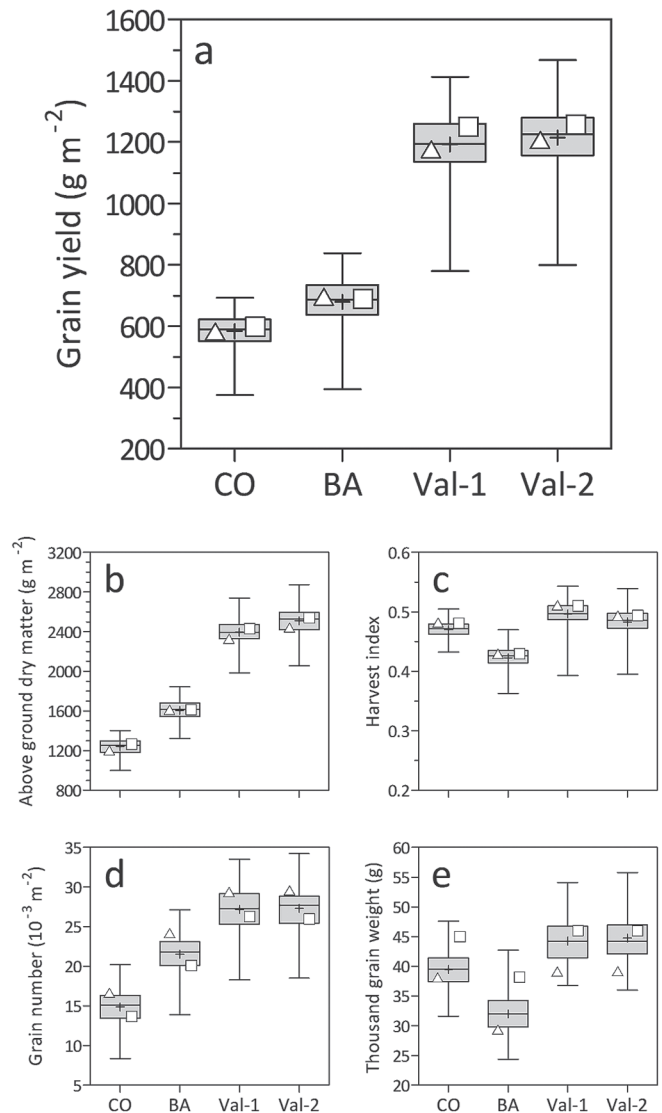 a
Grain yield (g m⁻²)
1600
1400
1200
1000
800
600
400
200
CO BA Val-1 Val-2
b
Above ground dry matter (g m⁻²)
3200
2800
2400
2000
1600
1200
800
c
Harvest index
0.6
0.5
0.4
0.3
0.2
d
Grain number (10⁻³ m⁻²)
35
30
25
20
15
10
5
CO BA Val-1 Val-2
e
Thousand grain weight (g)
60
55
50
45
40
35
30
25
20
CO BA Val-1 Val-2